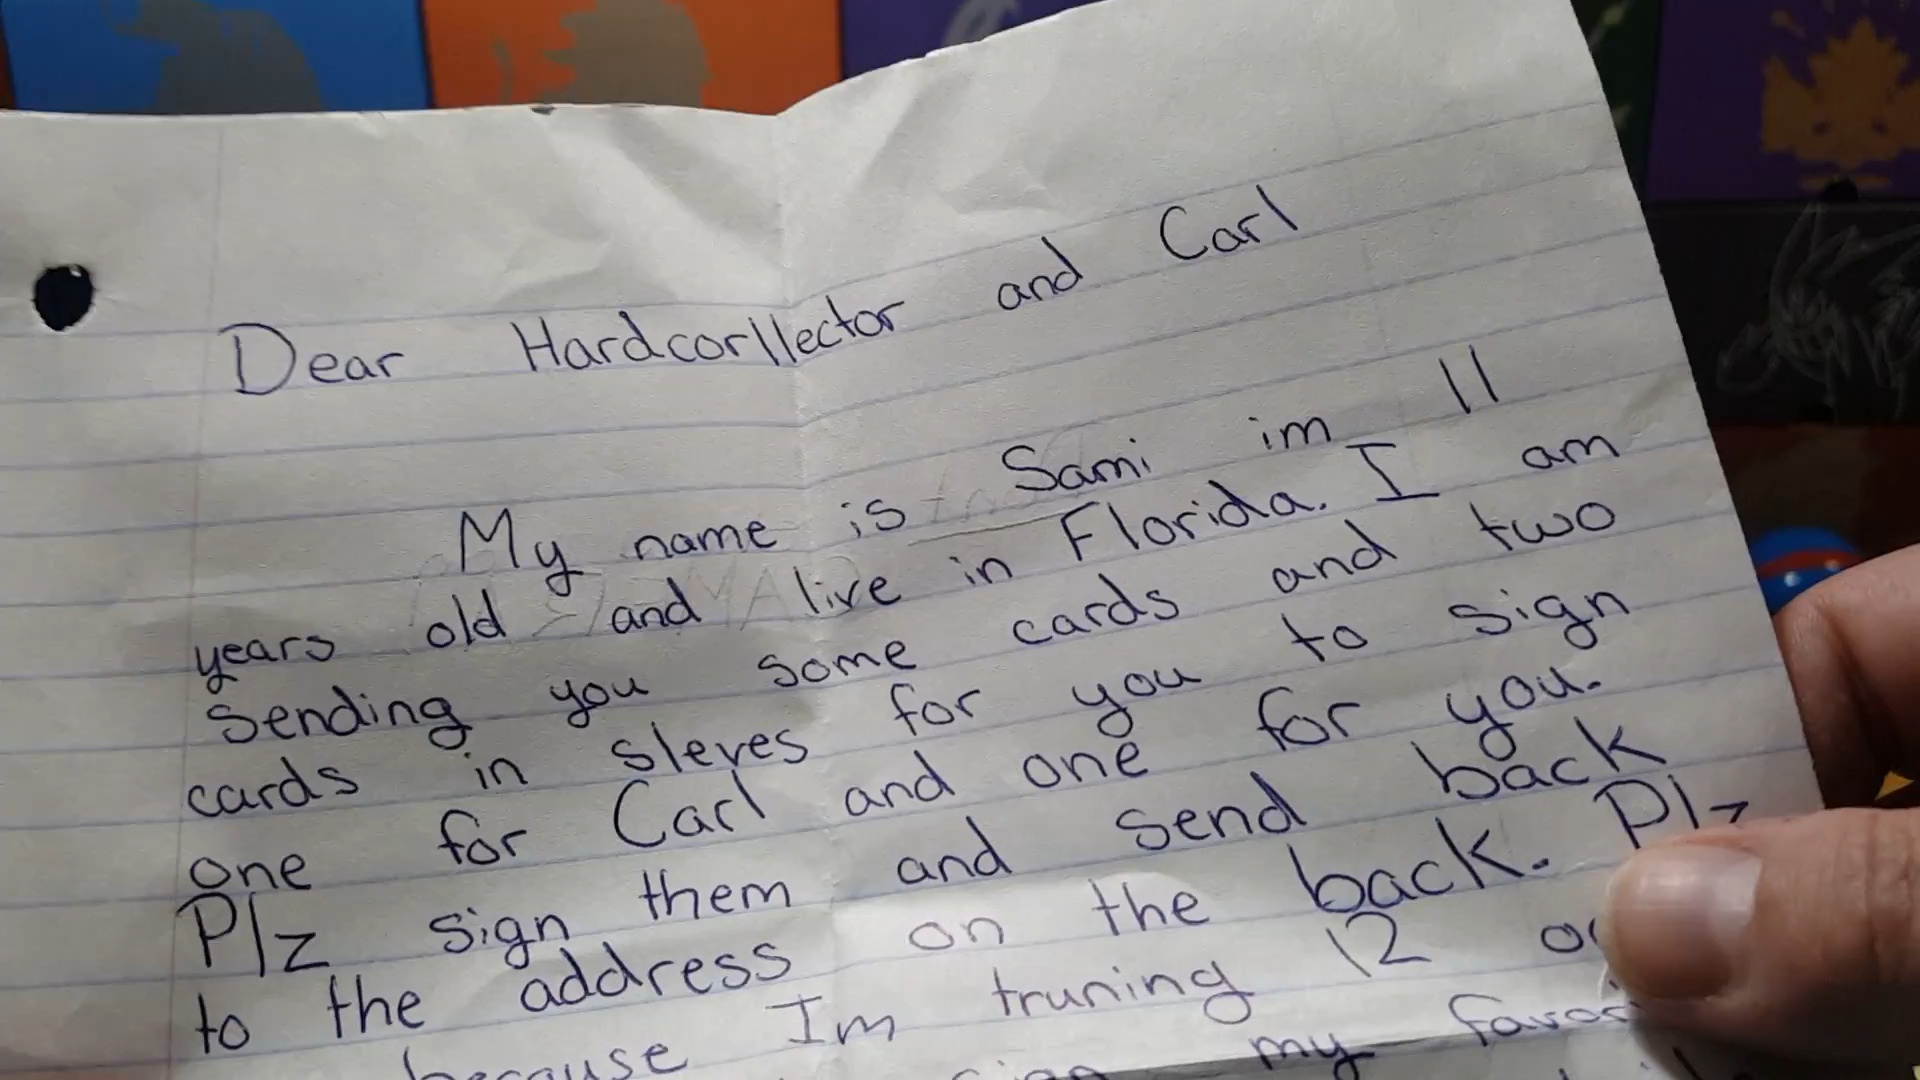 Dear Hardcorllector and Carl
My name is Sami im 11
years old and live in Florida. I am
Sending you some cards and two
cards in sleves for you to sign
one for Carl and one for you.
Plz sign them and send back
to the address on the back. Plz
because Im truning 12
sign my